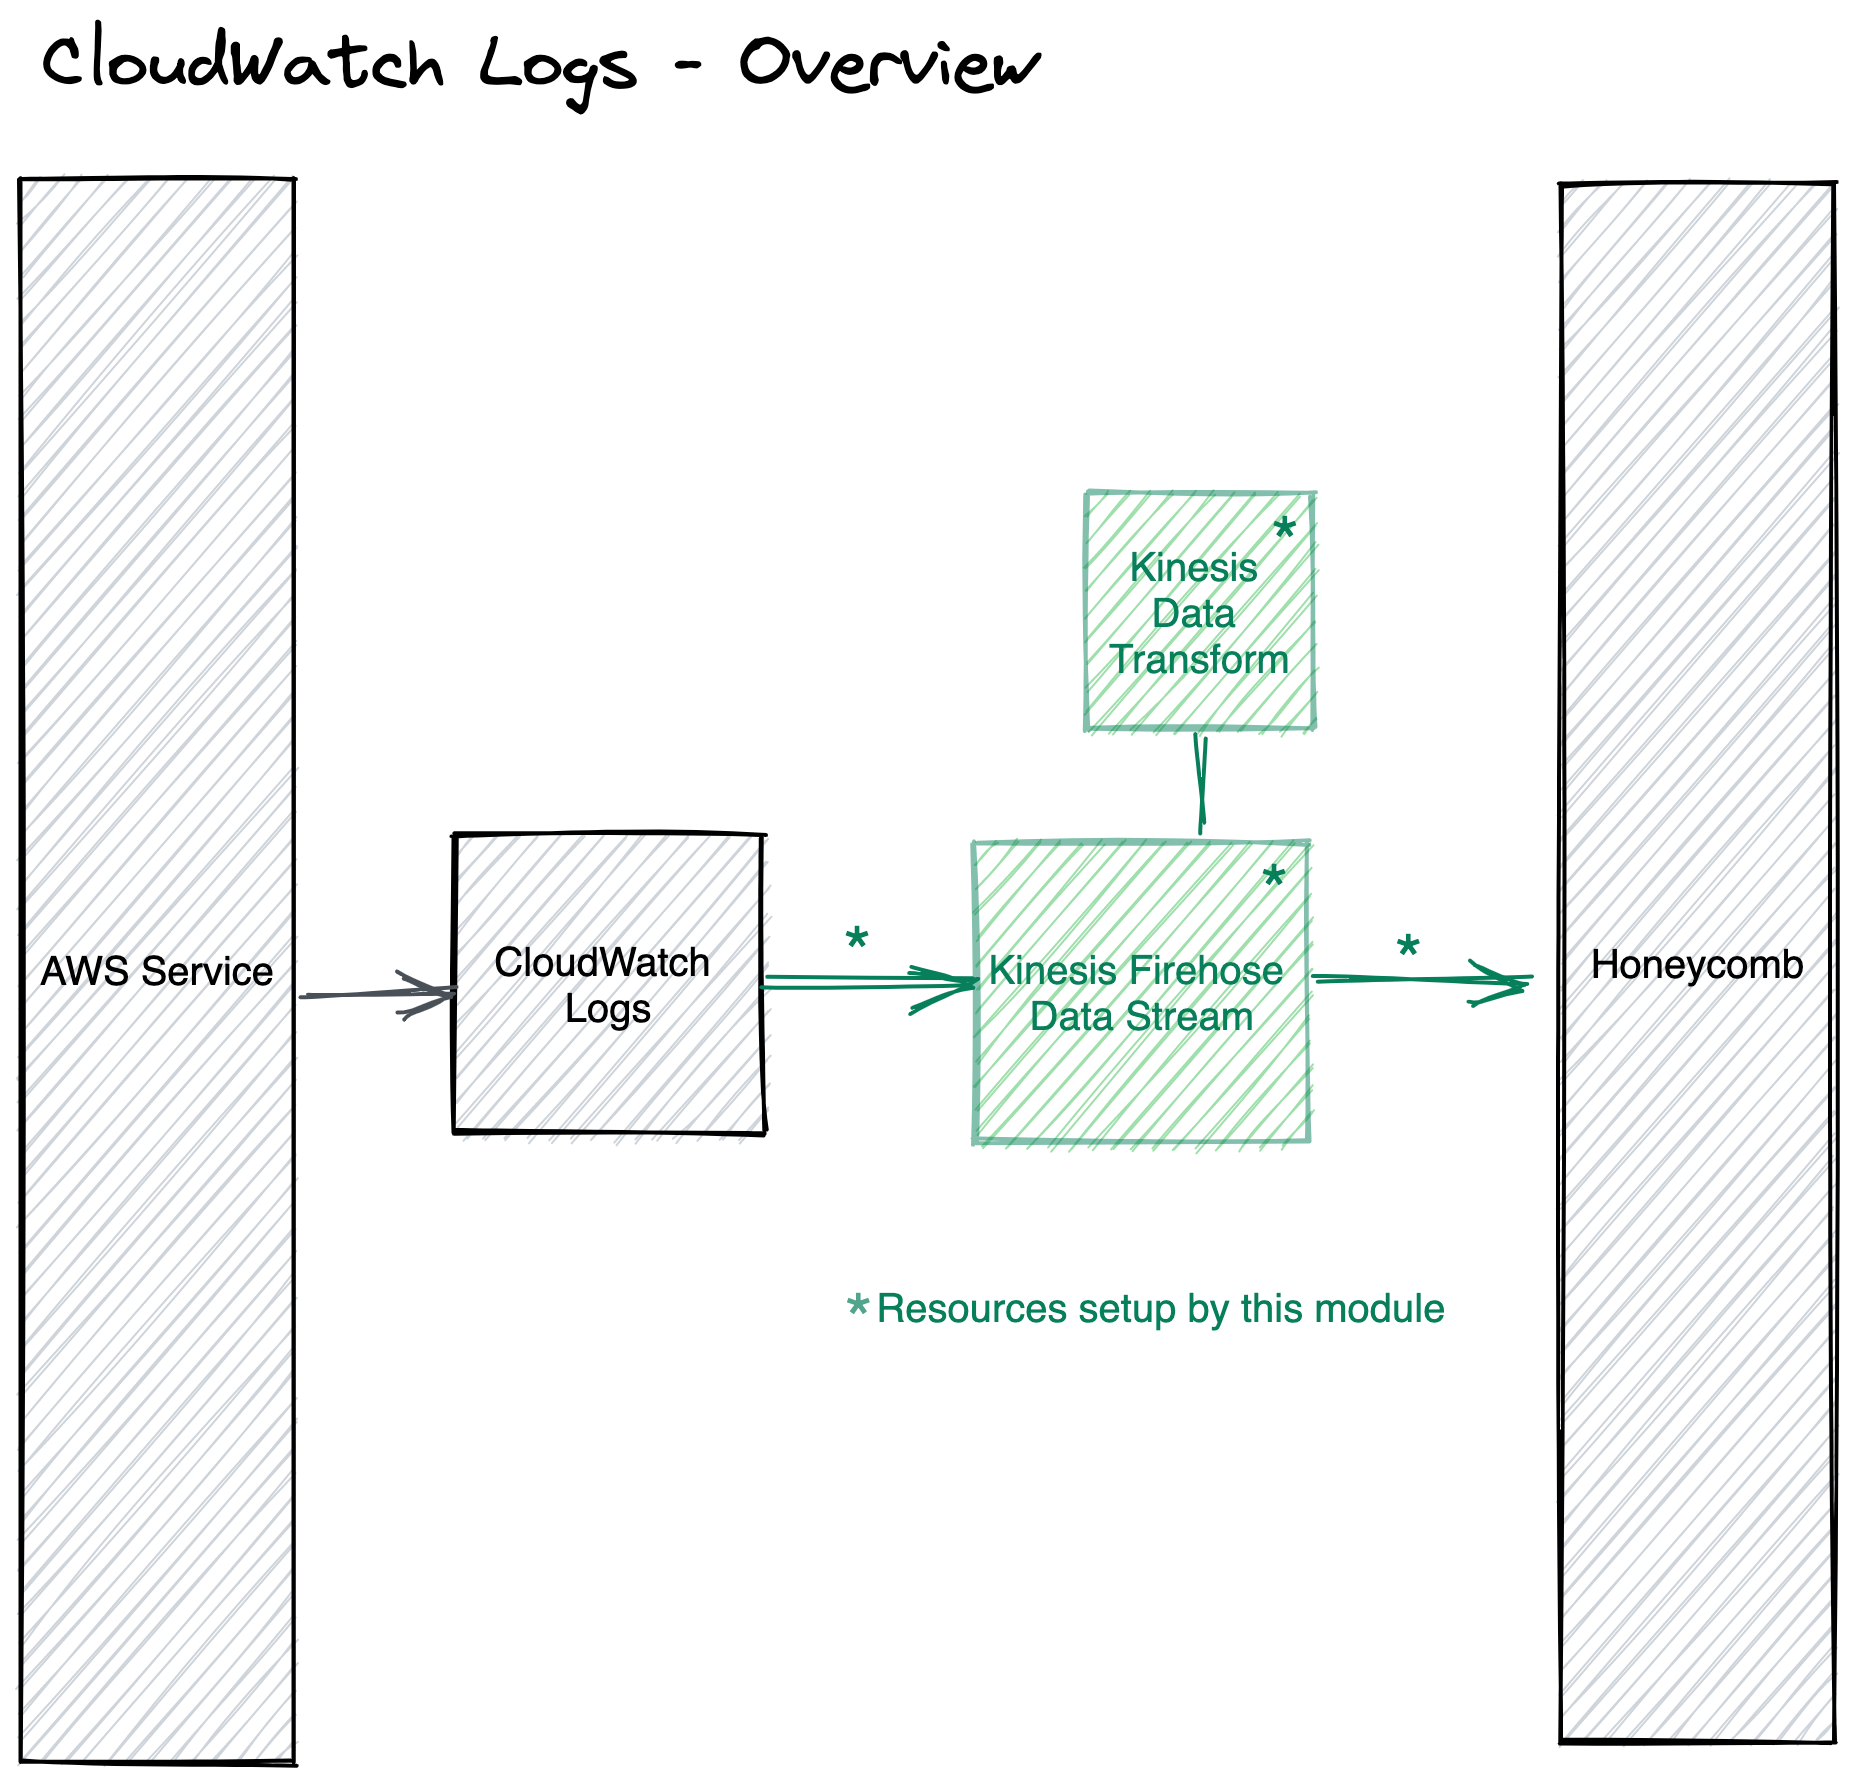 CloudWatch Logs - Overview
*
Kinesis
Data
Transform
*
AWS Service
CloudWatch
Logs
*
Kinesis Firehose
Data Stream
*
Honeycomb
* Resources setup by this module